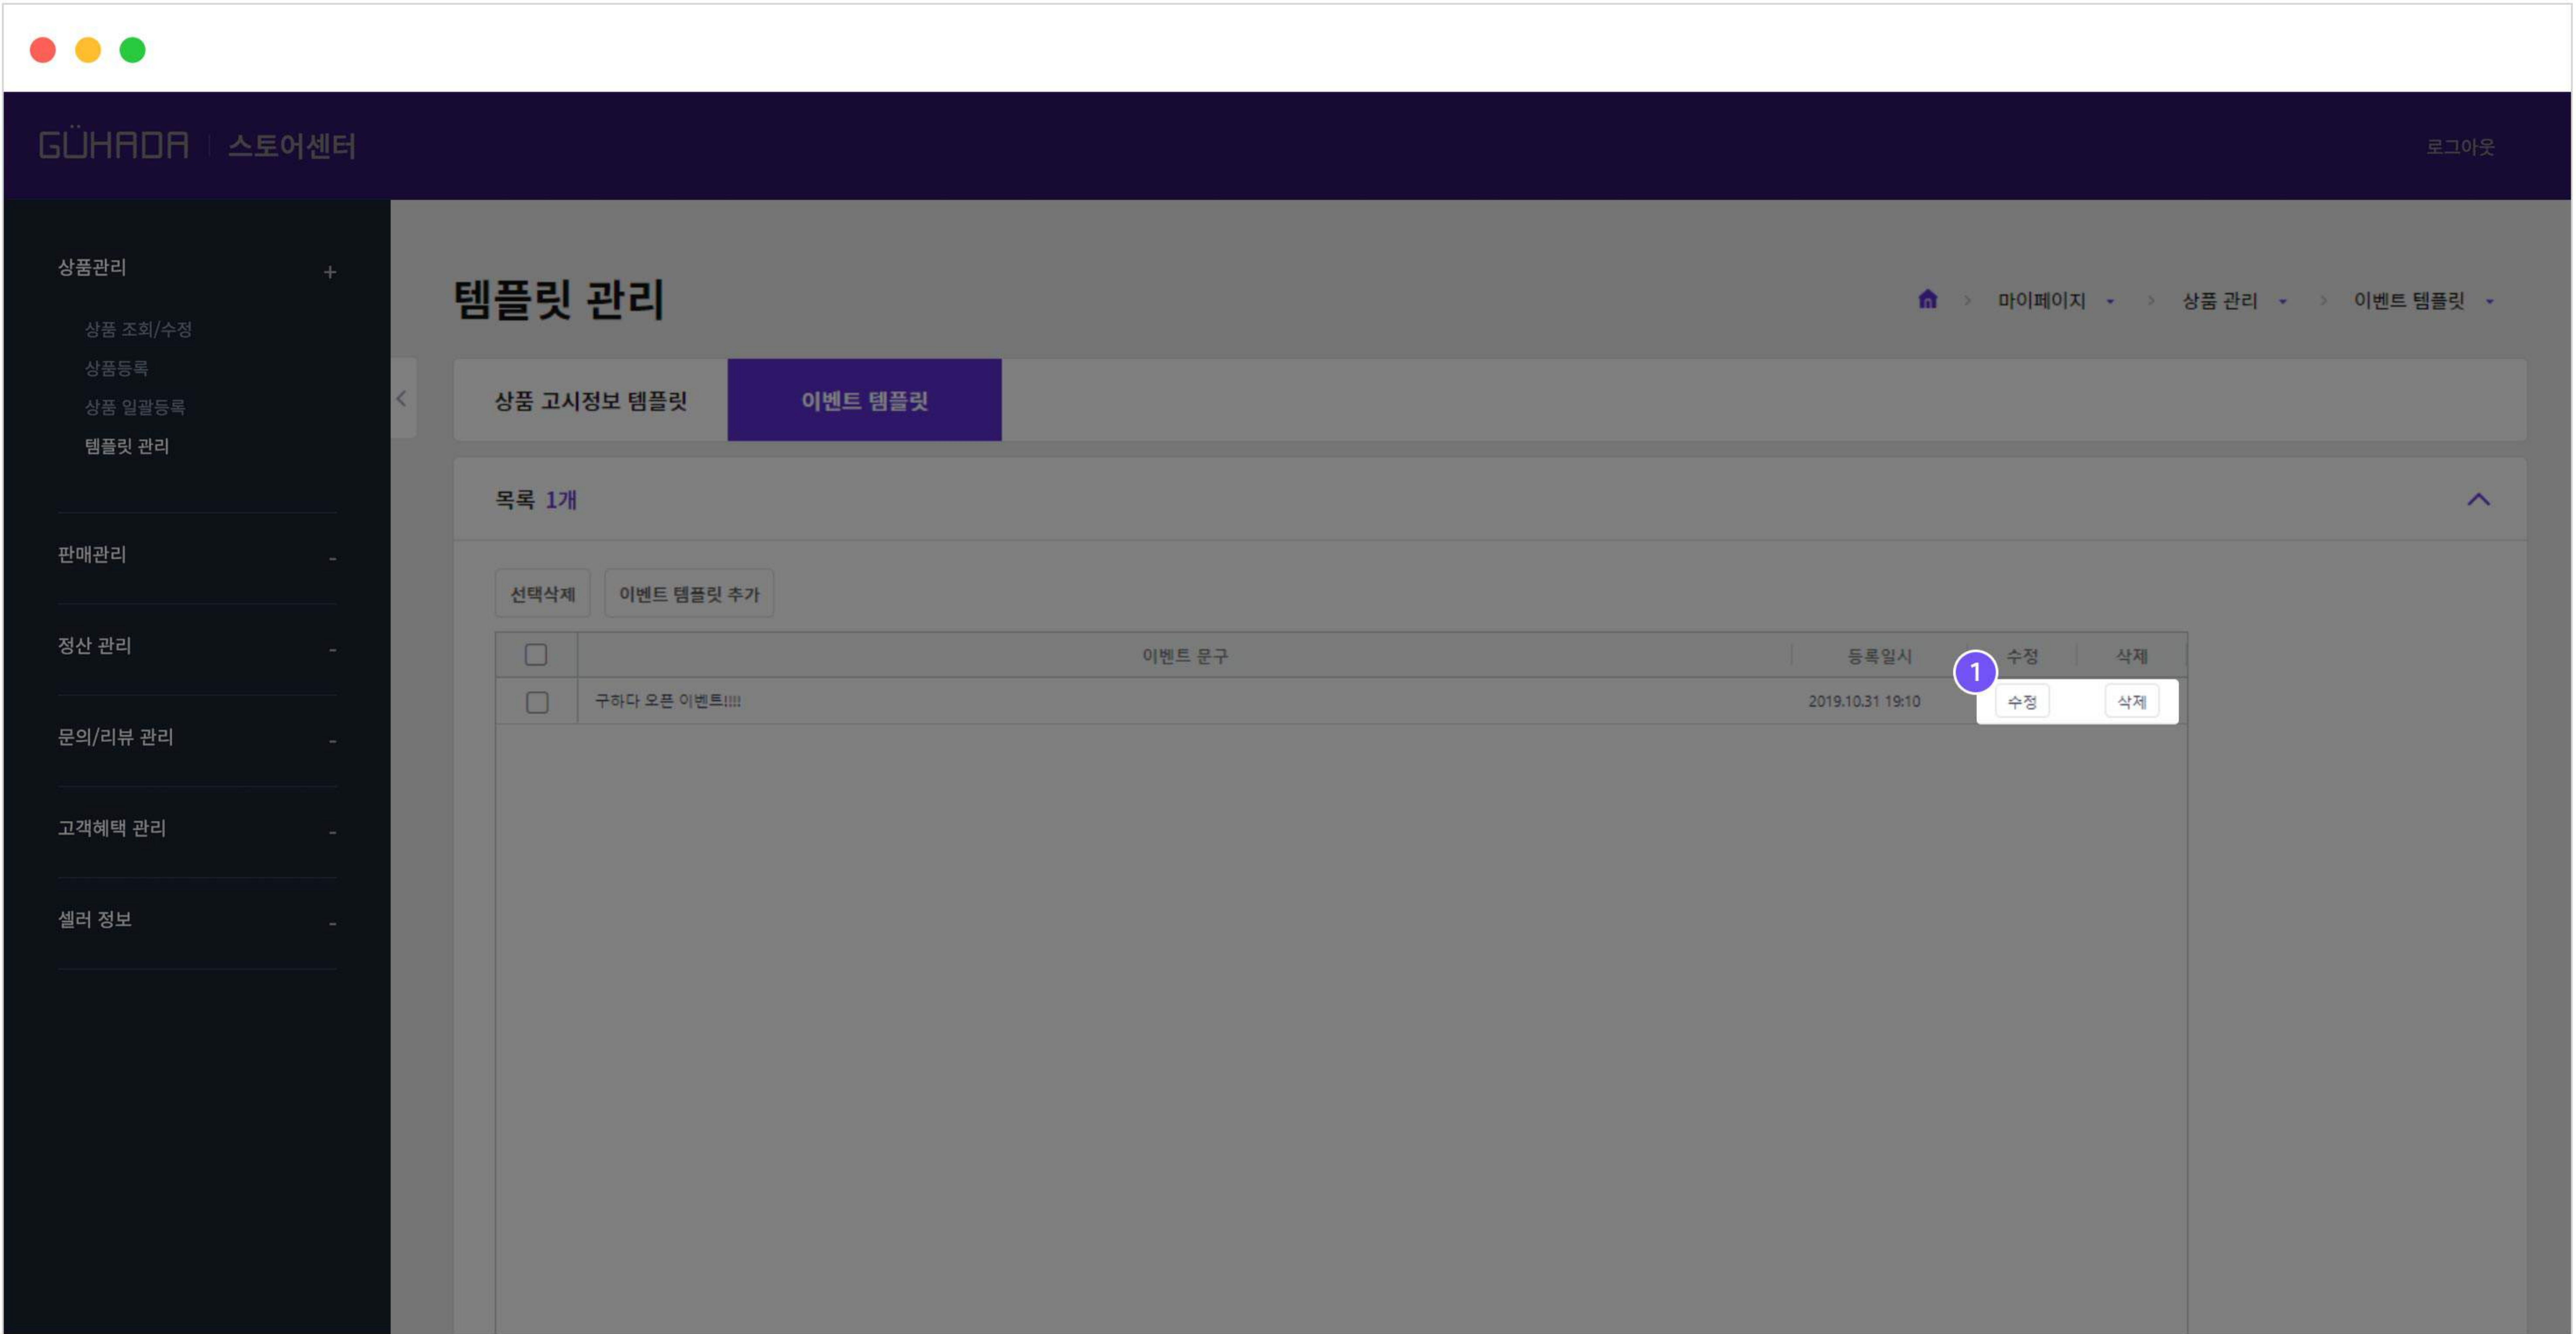 GÜHADA 스토어센터
로그아웃
상품관리 +
상품 조회/수정
상품등록
상품 일괄등록
템플릿 관리
판매관리 -
정산 관리 -
문의/리뷰 관리 -
고객혜택 관리 -
셀러 정보 -
템플릿 관리
> 마이페이지 > 상품 관리 > 이벤트 템플릿
상품 고시정보 템플릿 이벤트 템플릿
목록 1개
선택삭제 이벤트 템플릿 추가
이벤트 문구 등록일시 수정 삭제
1
구하다 오픈 이벤트!!!! 2019.10.31 19:10 수정 삭제